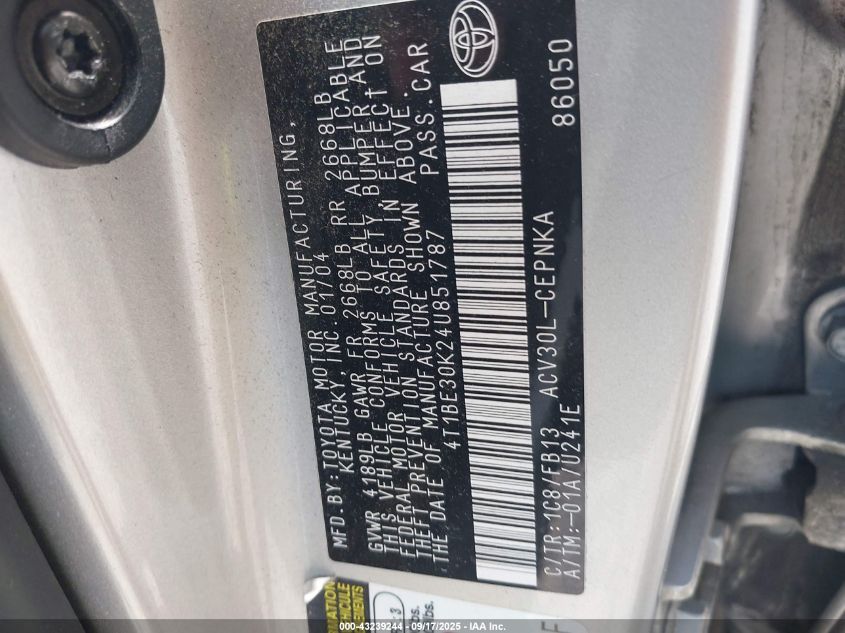 MFD.BY:TOYOTA MOTOR MANUFACTURING,
KENTUCKY, INC. 01/04
GVWR 4189LB GAWR FR 2668LB RR 2668LB
THIS VEHICLE CONFORMS TO ALL APPLICABLE
FEDERAL MOTOR VEHICLE SAFETY, BUMPER, AND
THEFT PREVENTION STANDARDS IN EFFECT ON
THE DATE OF MANUFACTURE SHOWN ABOVE.
4T1BE30K24U851787 PASS.CAR
C/TR:1C8/FB13 ACV30L-CEPNKA 86050
A/TM:-01A/U241E
VEHICULE
000-43239244 - 09/17/2025 - IAA Inc.